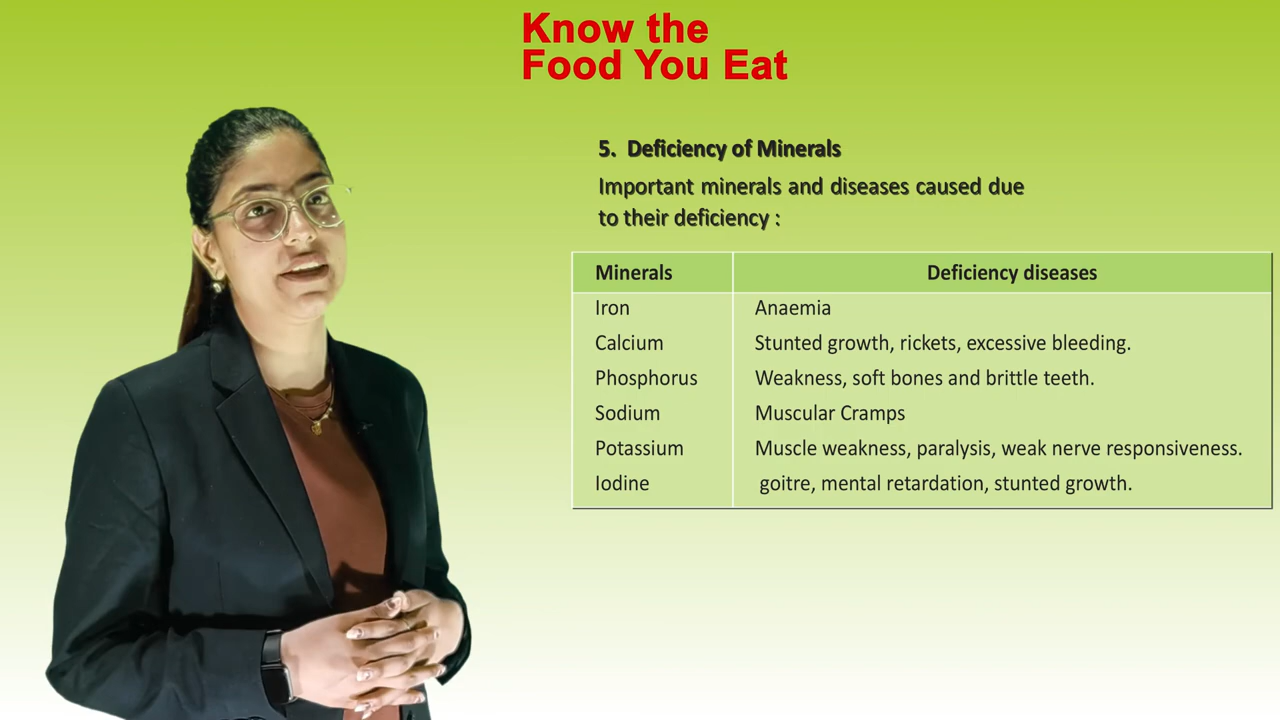 Know the
Food You Eat
5. Deficiency of Minerals
Important minerals and diseases caused due
to their deficiency :
Minerals Deficiency diseases
Iron Anaemia
Calcium Stunted growth, rickets, excessive bleeding.
Phosphorus Weakness, soft bones and brittle teeth.
Sodium Muscular Cramps
Potassium Muscle weakness, paralysis, weak nerve responsiveness.
Iodine goitre, mental retardation, stunted growth.